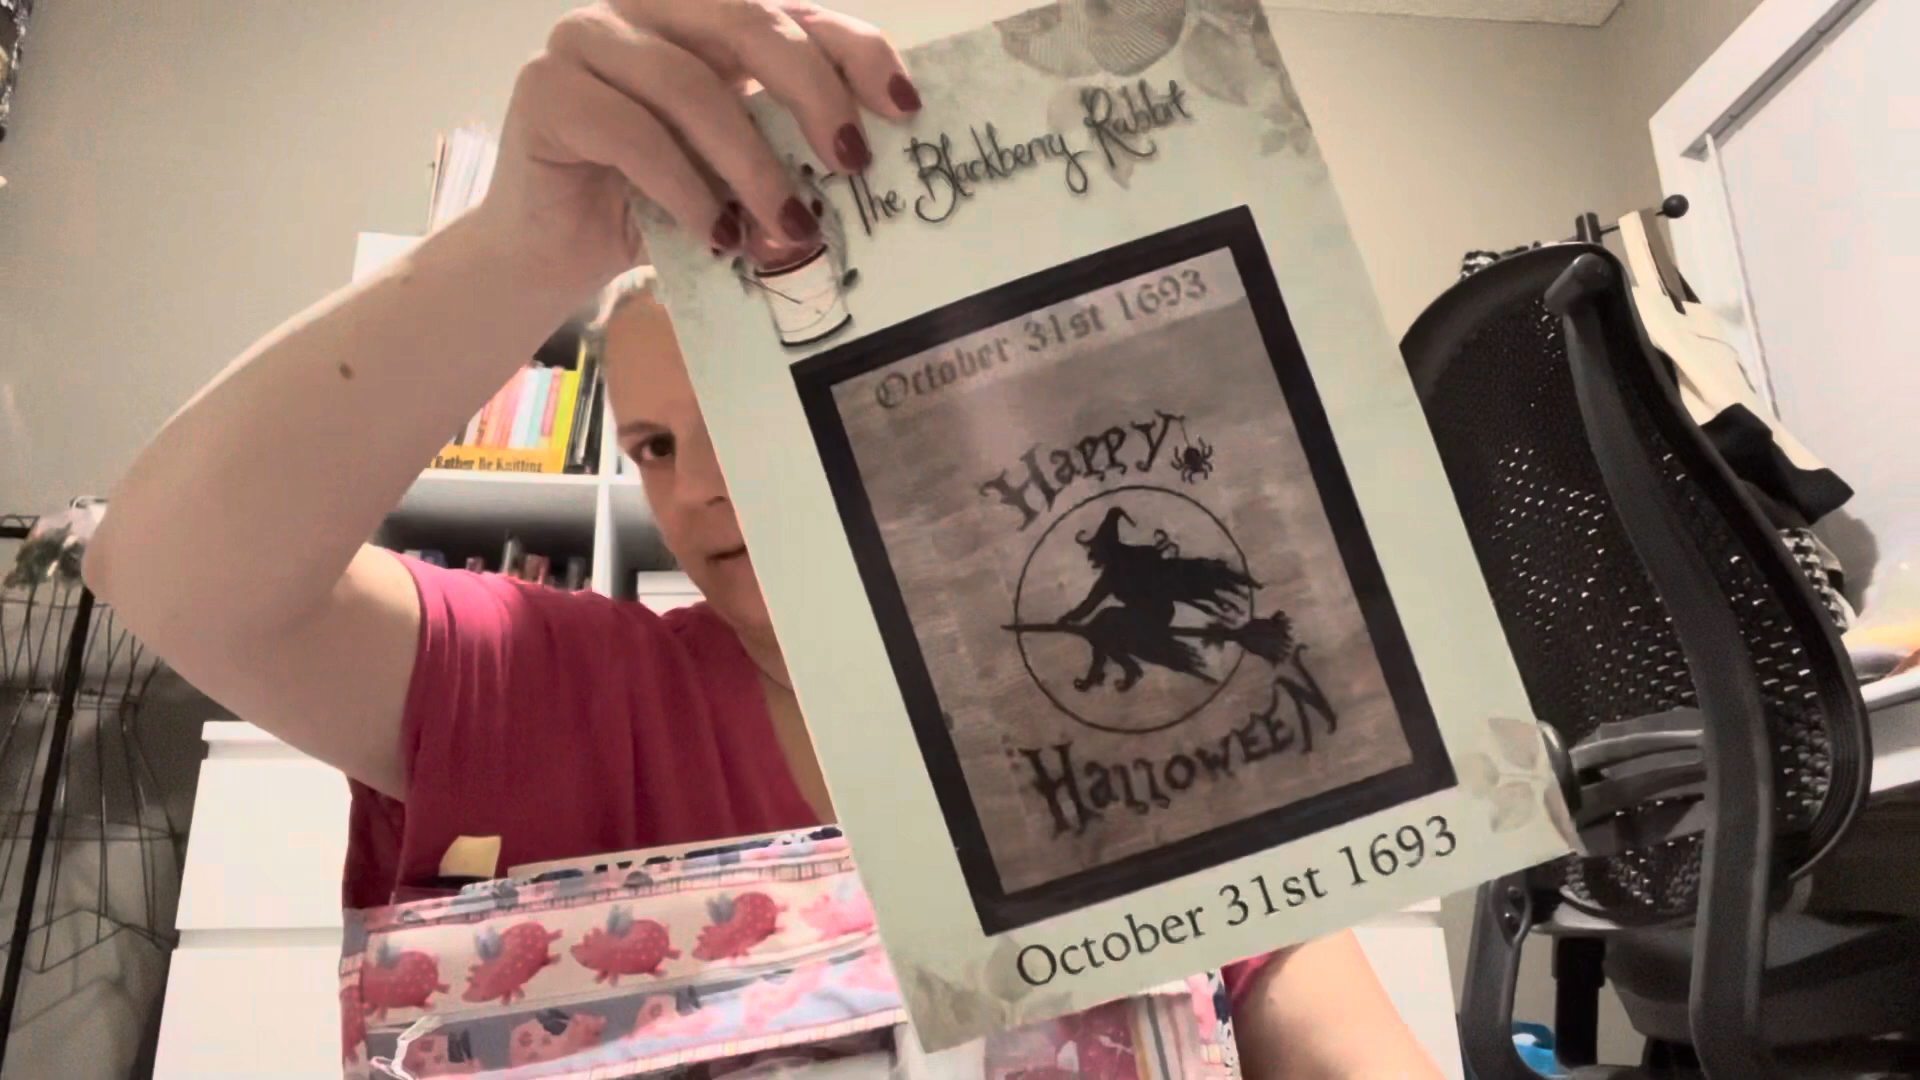 The Blackberry Rabbit
October 31st 1693
Happy
Halloween
October 31st 1693
Rather Be Knitting